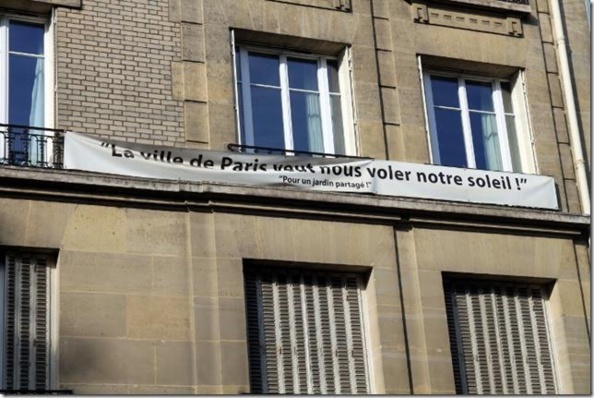 “La ville de Paris veut nous voler notre soleil !”
“Pour un jardin partagé !”